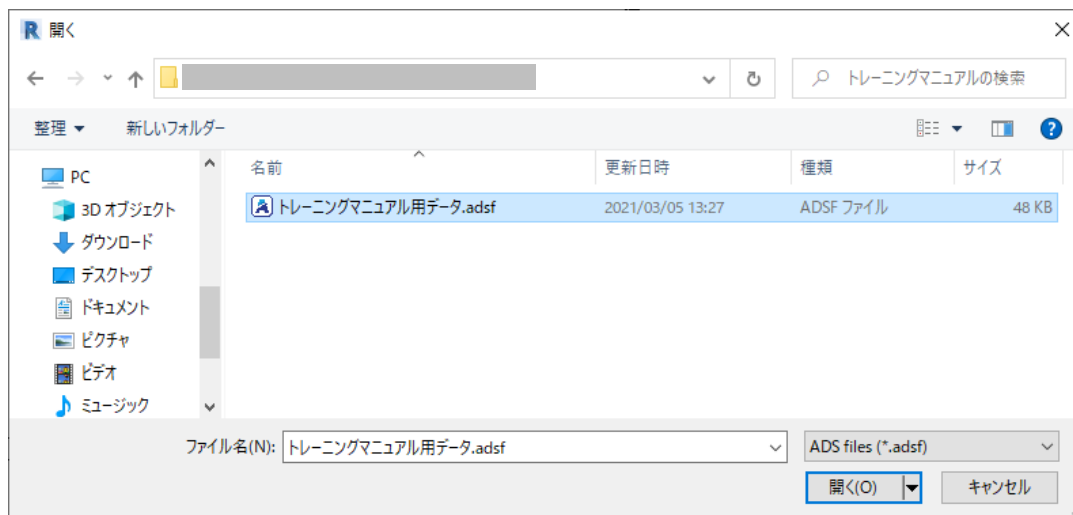 開く
トレーニングマニュアルの検索
整理 新しいフォルダー
名前 更新日時 種類 サイズ
トレーニングマニュアル用データ.adsf 2021/03/05 13:27 ADSF ファイル 48 KB
PC
3D オブジェクト
ダウンロード
デスクトップ
ドキュメント
ピクチャ
ビデオ
ミュージック
ファイル名(N): トレーニングマニュアル用データ.adsf ADS files (*.adsf)
開く(O) キャンセル